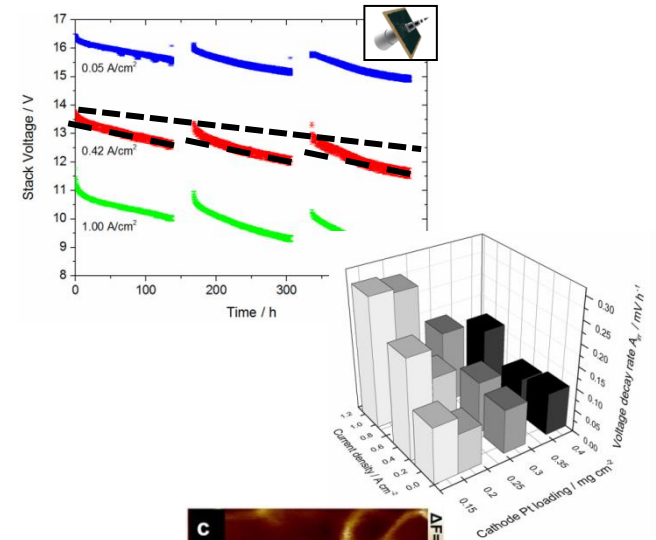 17
16
15
14
13
12
11
10
9
8
Stack Voltage / V
0.05 A/cm²
0.42 A/cm²
1.00 A/cm²
0 100 200 300
Time / h
0.30
0.25
0.20
0.15
0.10
0.05
0.00
Voltage decay rate A_irr / mV h⁻¹
1.2
1.0
0.8
0.6
0.4
0.2
0.0
Current density / A cm⁻²
0.15
0.2
0.25
0.3
0.35
0.4
Cathode Pt loading / mg cm⁻²
C
ΔF=